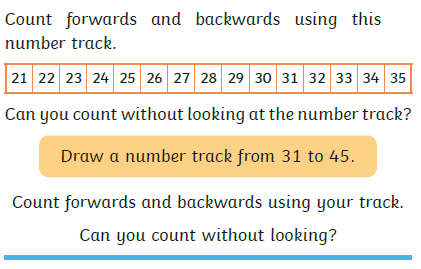 Count forwards and backwards using this
number track.
21 22 23 24 25 26 27 28 29 30 31 32 33 34 35
Can you count without looking at the number track?
Draw a number track from 31 to 45.
Count forwards and backwards using your track.
Can you count without looking?